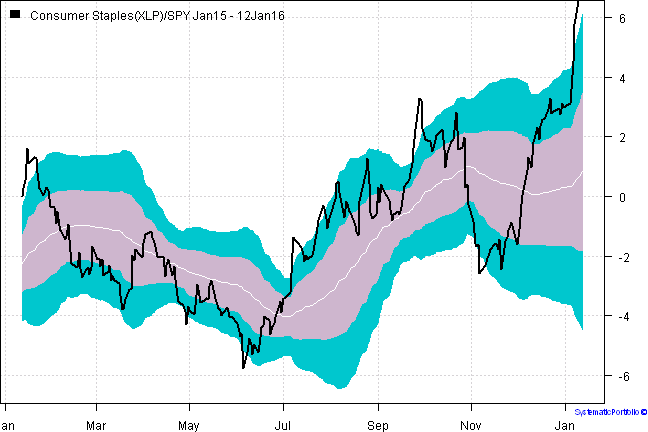 Consumer Staples(XLP)/SPY Jan15 - 12Jan16
6
4
2
0
-2
-4
-6
an Mar May Jul Sep Nov Jan
SystematicPortfolio ©